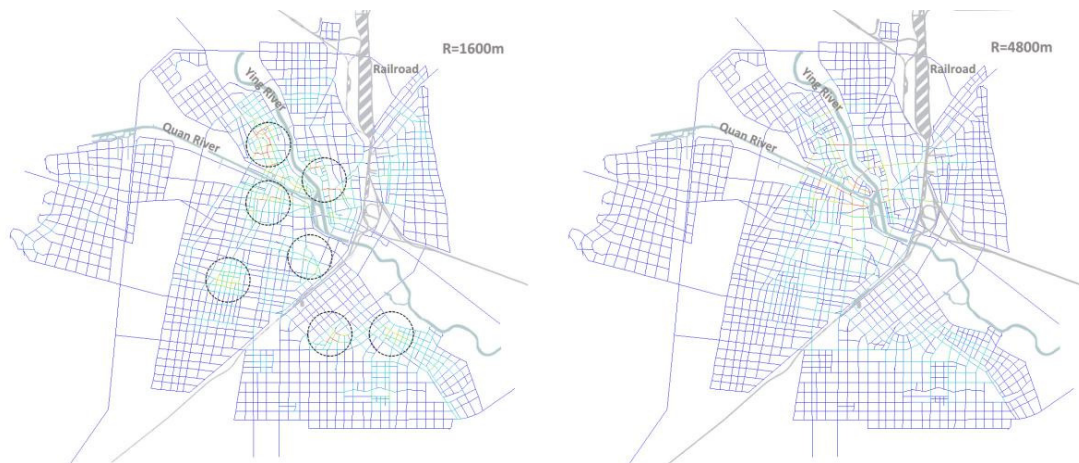 R=1600m
Railroad
Ying River
Quan River
R=4800m
Railroad
Ying River
Quan River